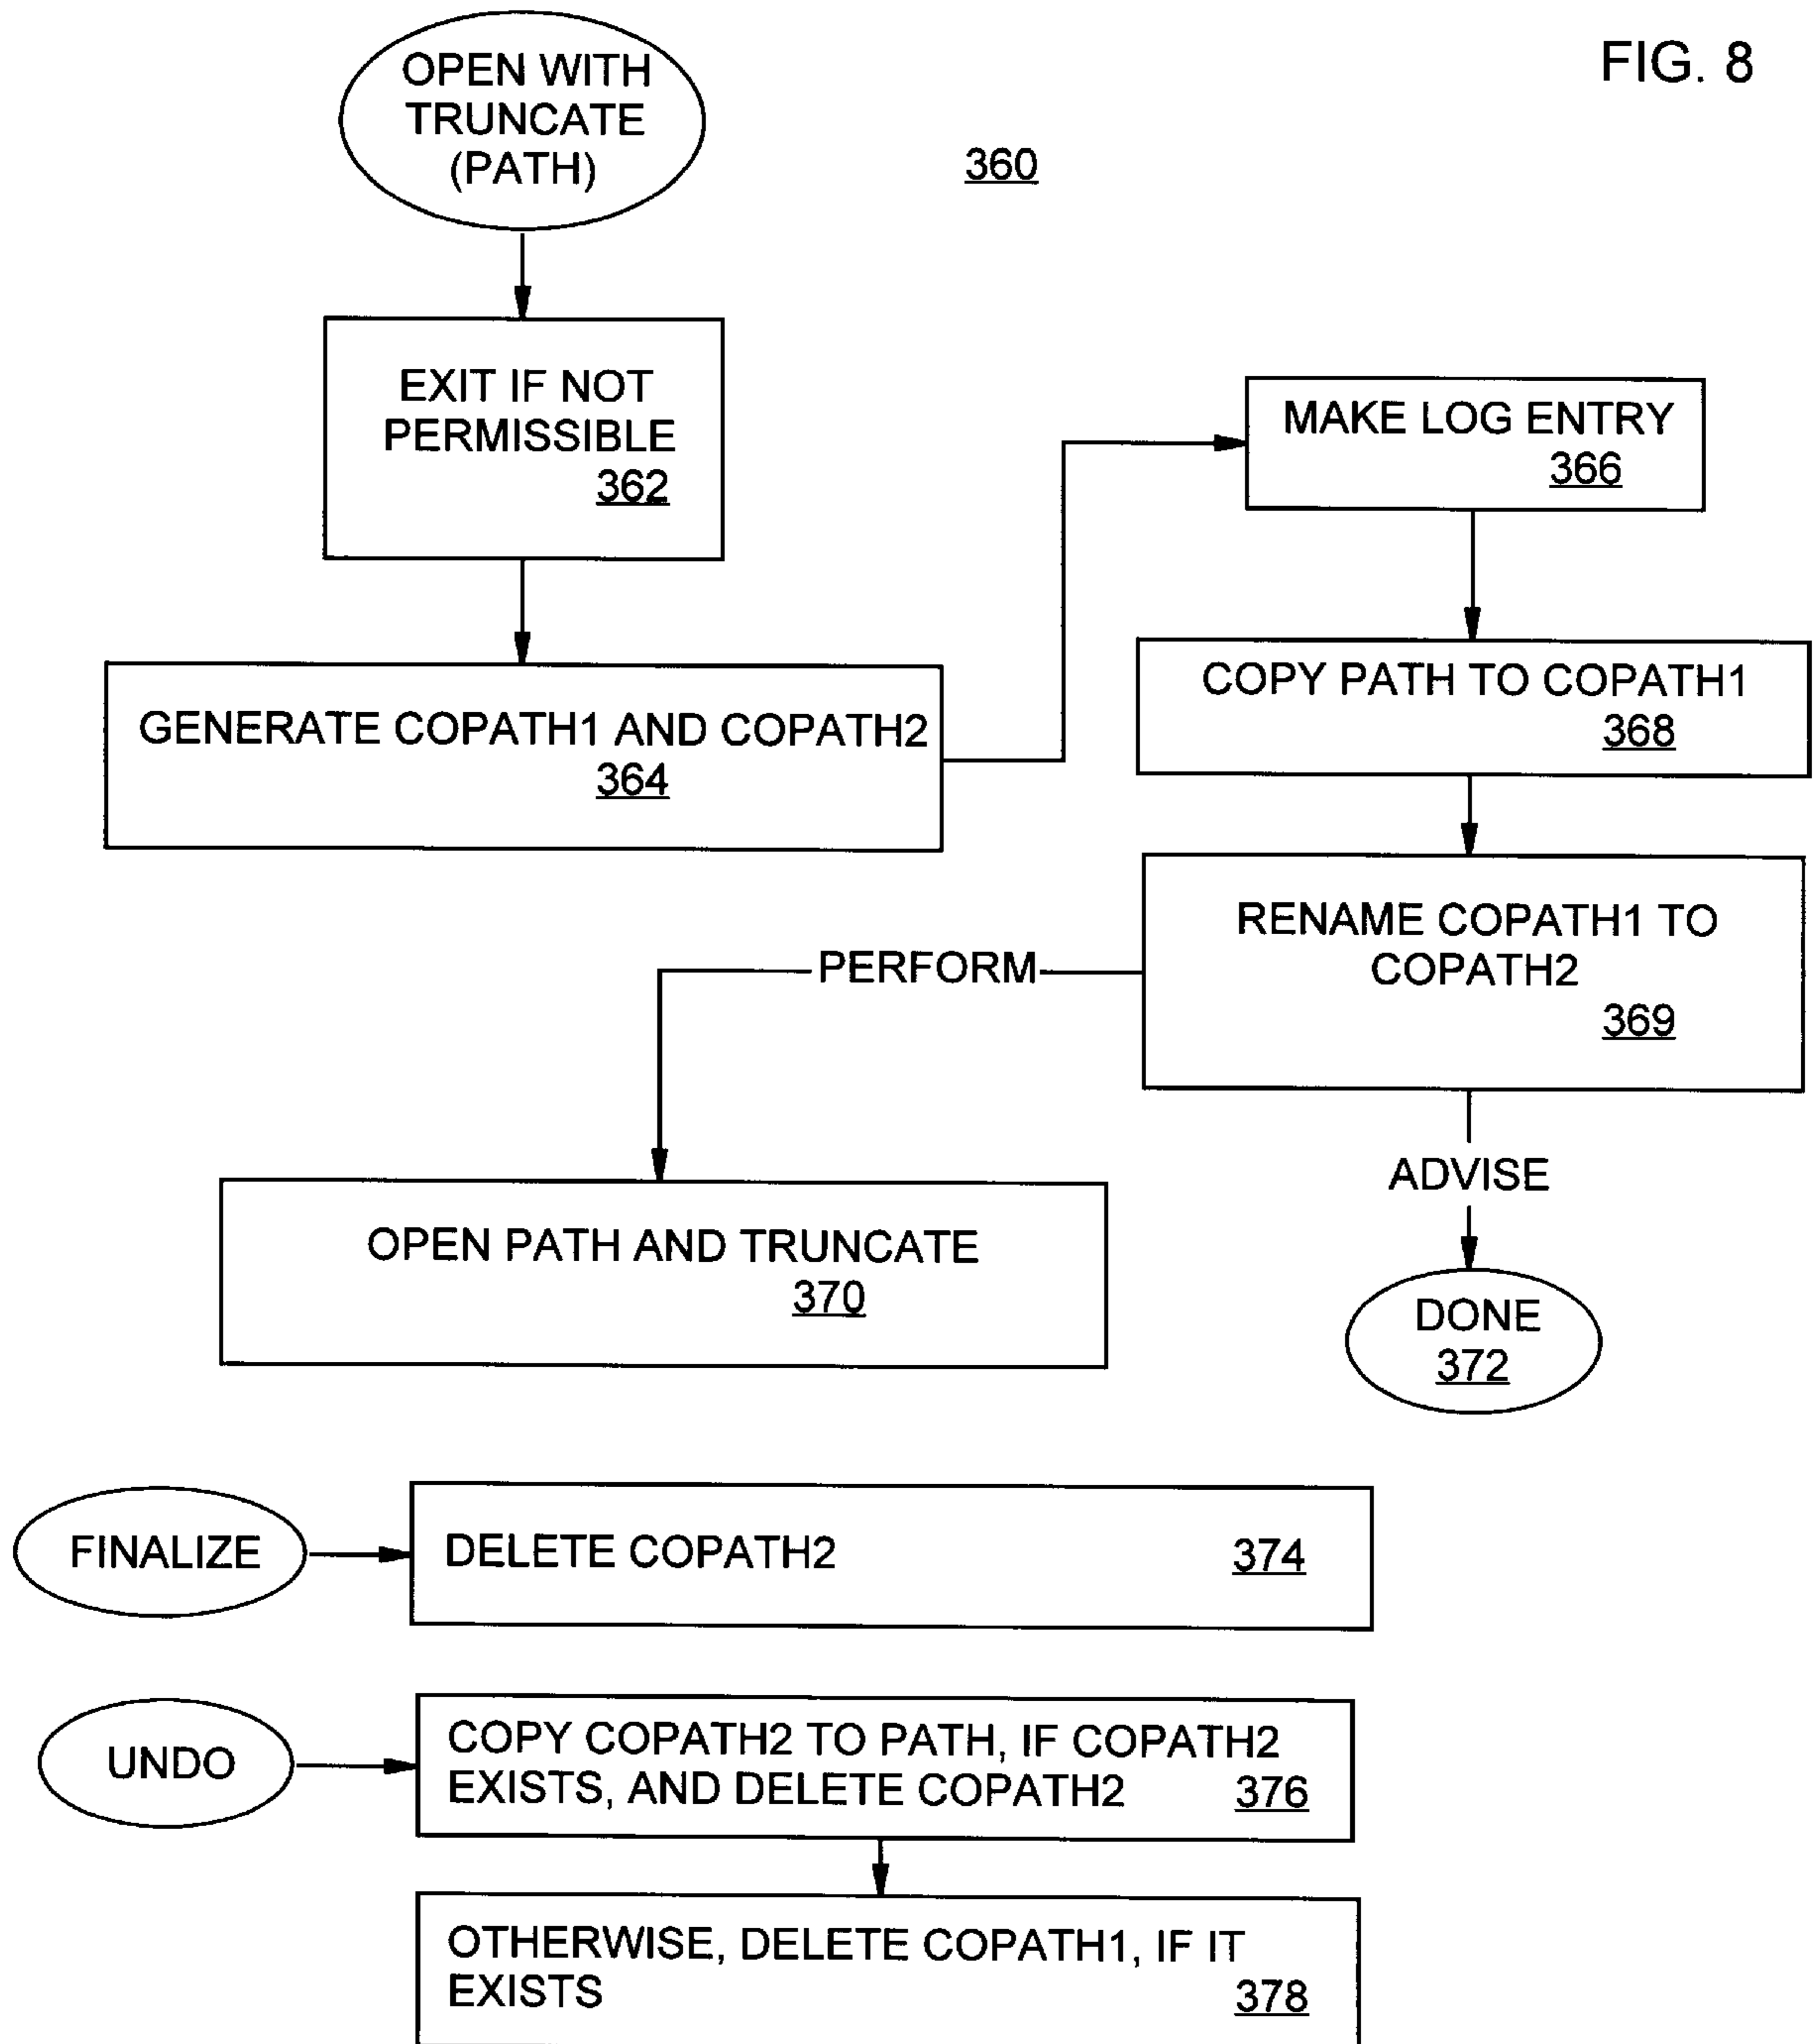 FIG. 8
360
OPEN WITH
TRUNCATE
(PATH)
EXIT IF NOT
PERMISSIBLE
362
GENERATE COPATH1 AND COPATH2
364
MAKE LOG ENTRY
366
COPY PATH TO COPATH1
368
RENAME COPATH1 TO
COPATH2
369
PERFORM
OPEN PATH AND TRUNCATE
370
ADVISE
DONE
372
FINALIZE
DELETE COPATH2
374
UNDO
COPY COPATH2 TO PATH, IF COPATH2
EXISTS, AND DELETE COPATH2
376
OTHERWISE, DELETE COPATH1, IF IT
EXISTS
378